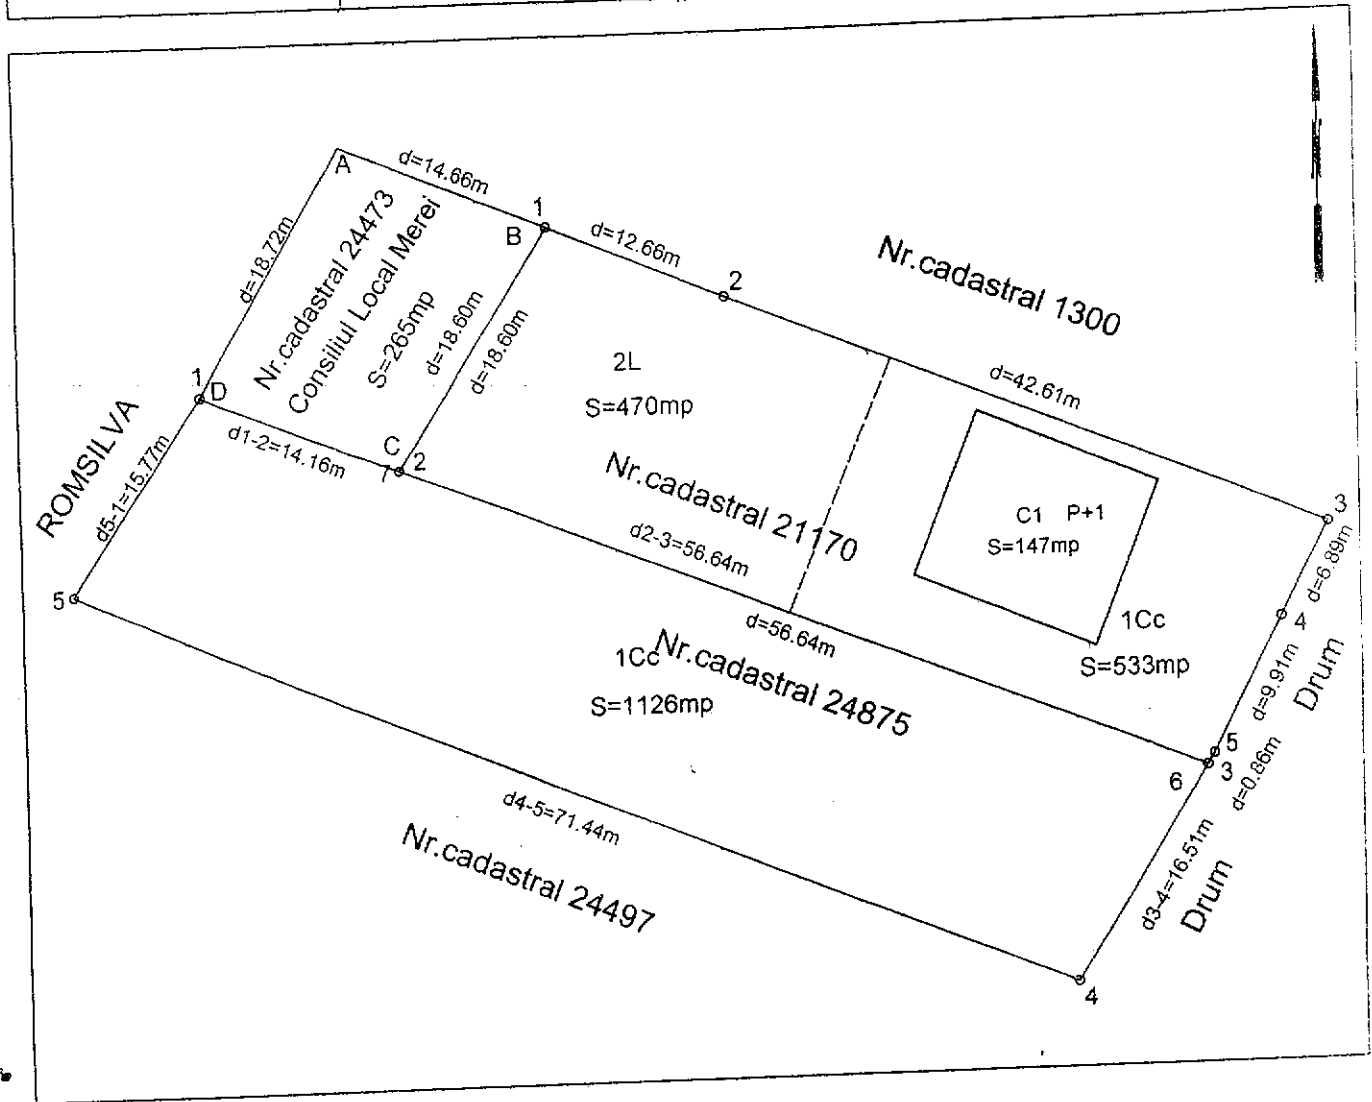 A
d=14.66m
1
B
d=12.66m
2
Nr.cadastral 1300
d=18.72m
Nr.cadastral 24473
Consiliul Local Merei
S=265mp
d=18.60m
d=18.60m
2L
S=470mp
d=42.61m
1
D
d1-2=14.16m
C
2
7
ROMSILVA
d5-1=15.77m
5
Nr.cadastral 21170
d2-3=56.64m
d=56.64m
C1 P+1
S=147mp
3
d=6.89m
4
1Cc
S=533mp
d=9.91m
Drum
1Cc
Nr.cadastral 24875
S=1126mp
5
3
6
d=0.86m
d4-5=71.44m
Nr.cadastral 24497
d3-4=16.51m
Drum
4